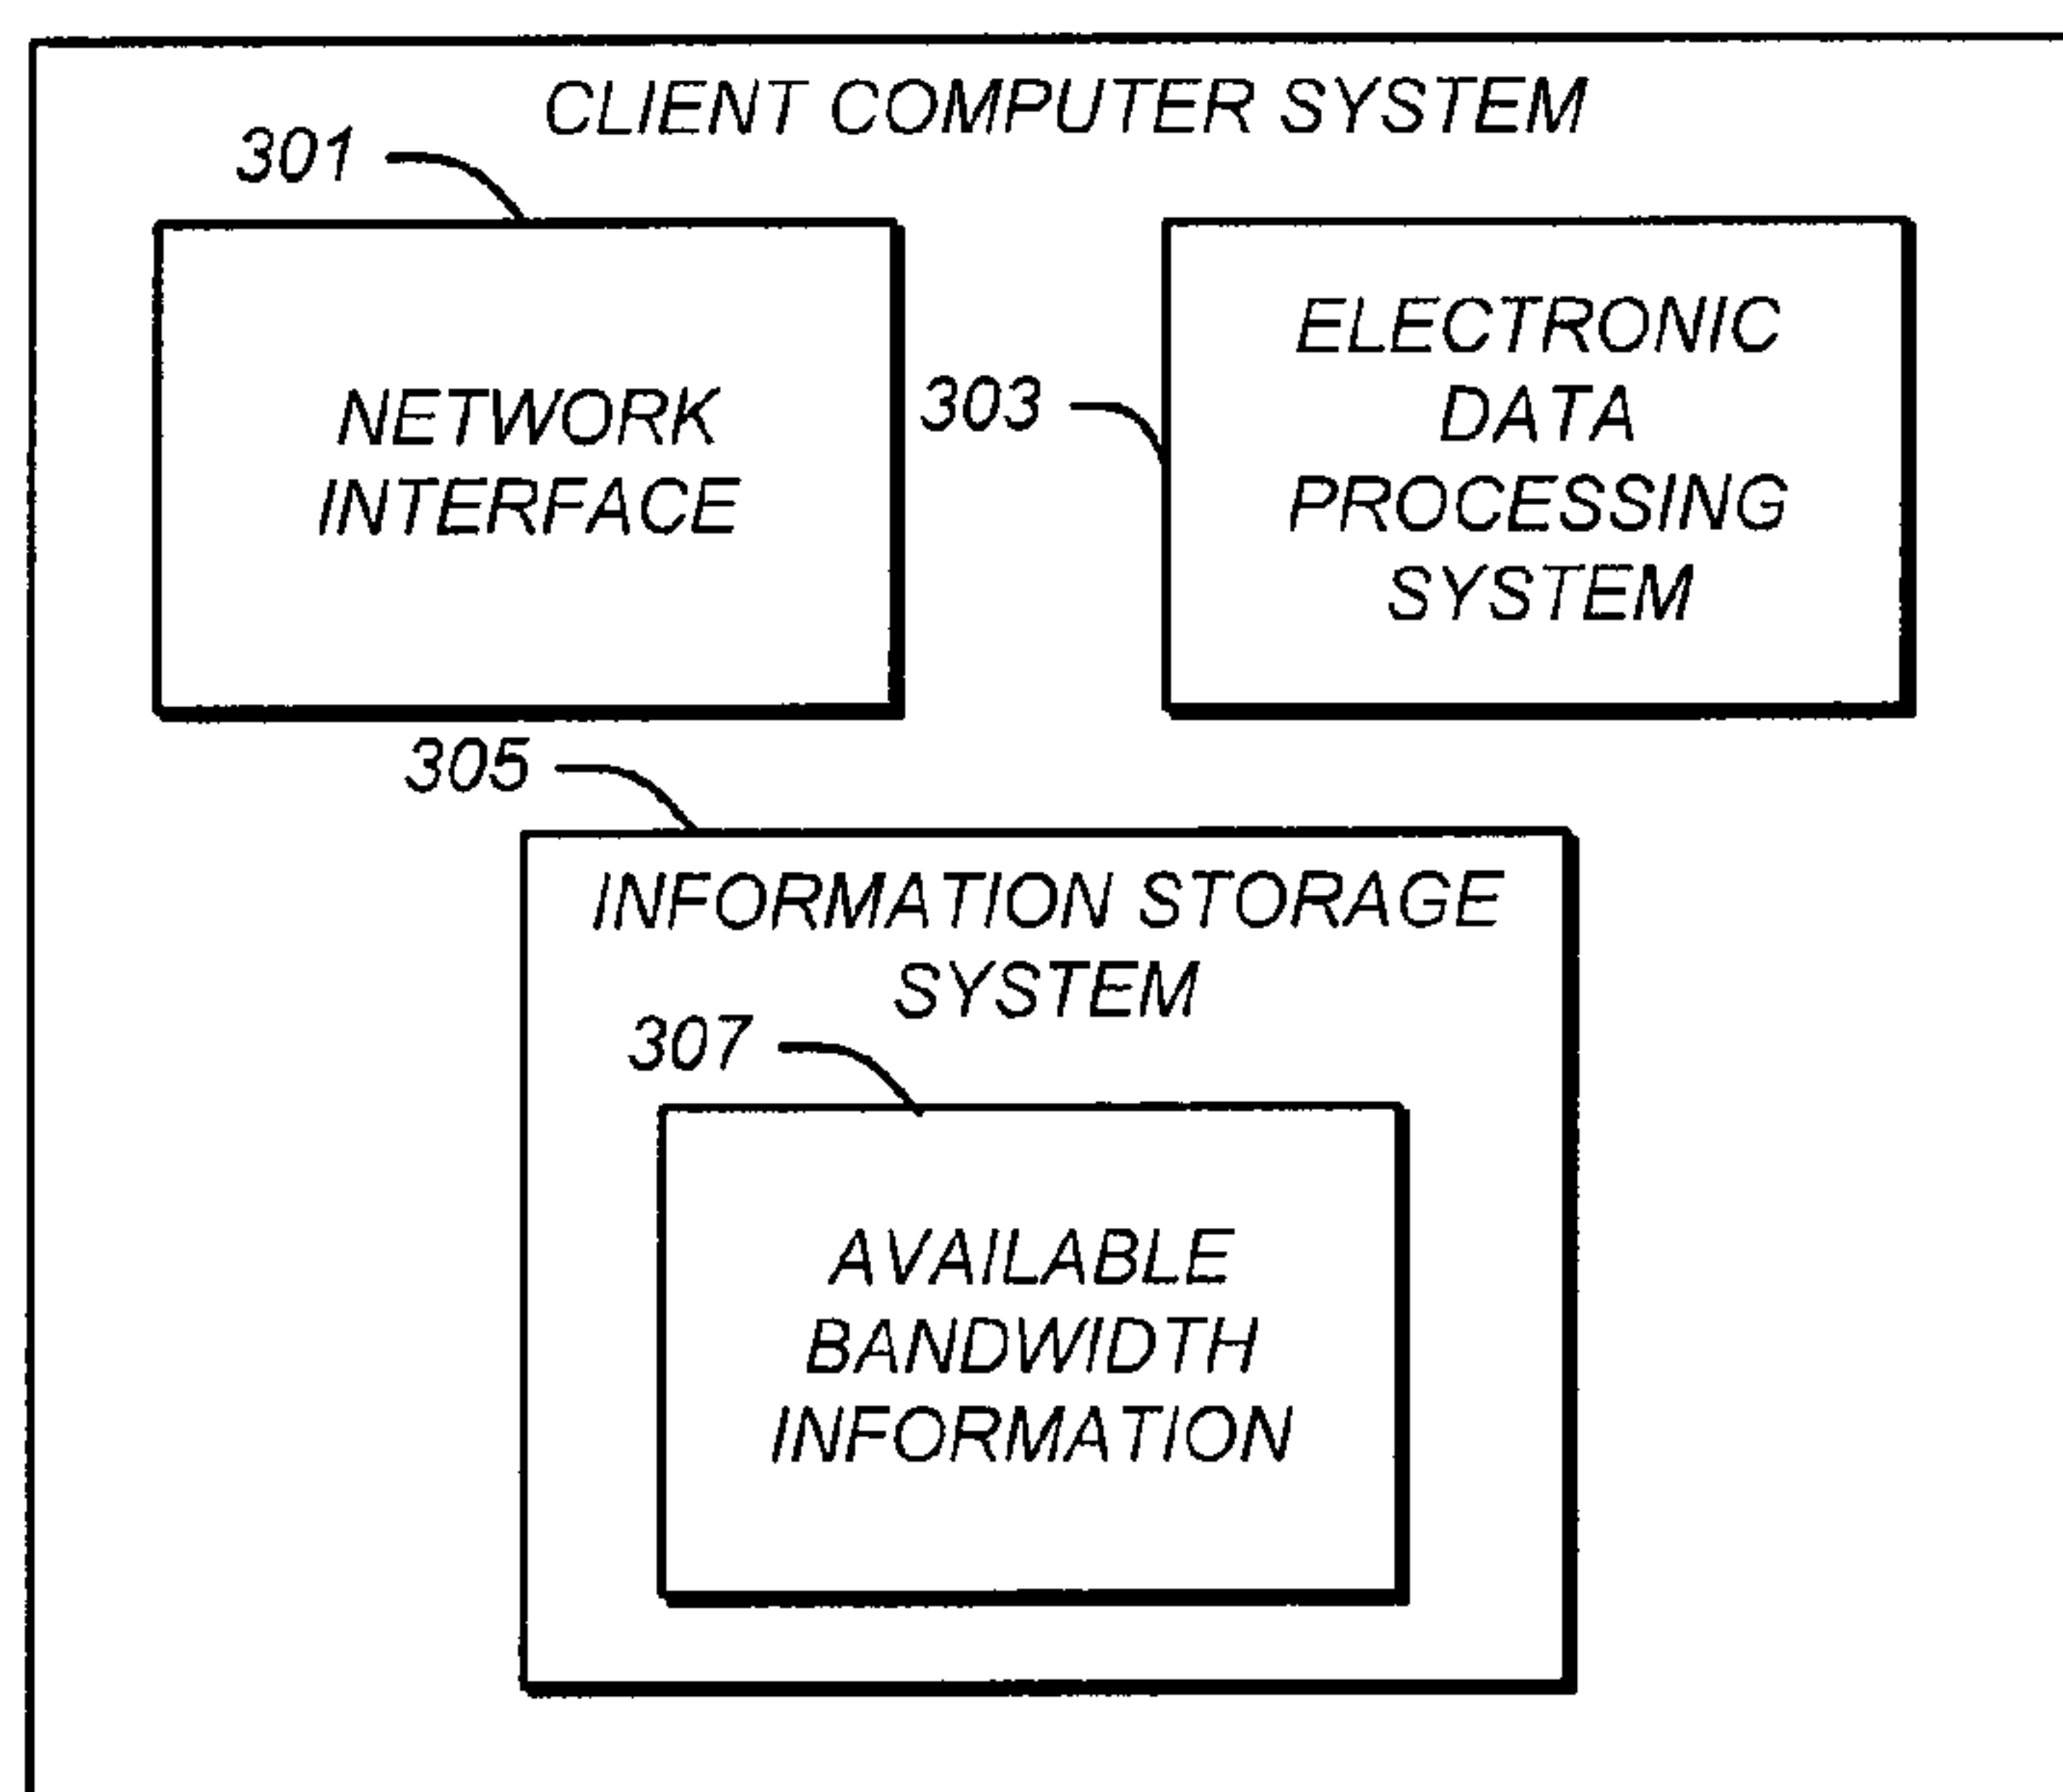 CLIENT COMPUTER SYSTEM
301
NETWORK
INTERFACE
303
ELECTRONIC
DATA
PROCESSING
SYSTEM
305
INFORMATION STORAGE
SYSTEM
307
AVAILABLE
BANDWIDTH
INFORMATION